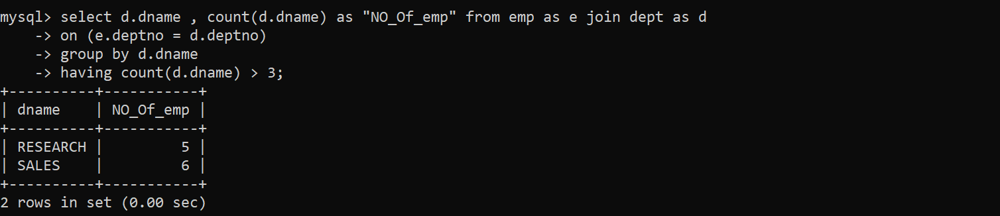 mysql> select d.dname , count(d.dname) as "NO_Of_emp" from emp as e join dept as d
    -> on (e.deptno = d.deptno)
    -> group by d.dname
    -> having count(d.dname) > 3;
+----------+-----------+
| dname    | NO_Of_emp |
+----------+-----------+
| RESEARCH |         5 |
| SALES    |         6 |
+----------+-----------+
2 rows in set (0.00 sec)